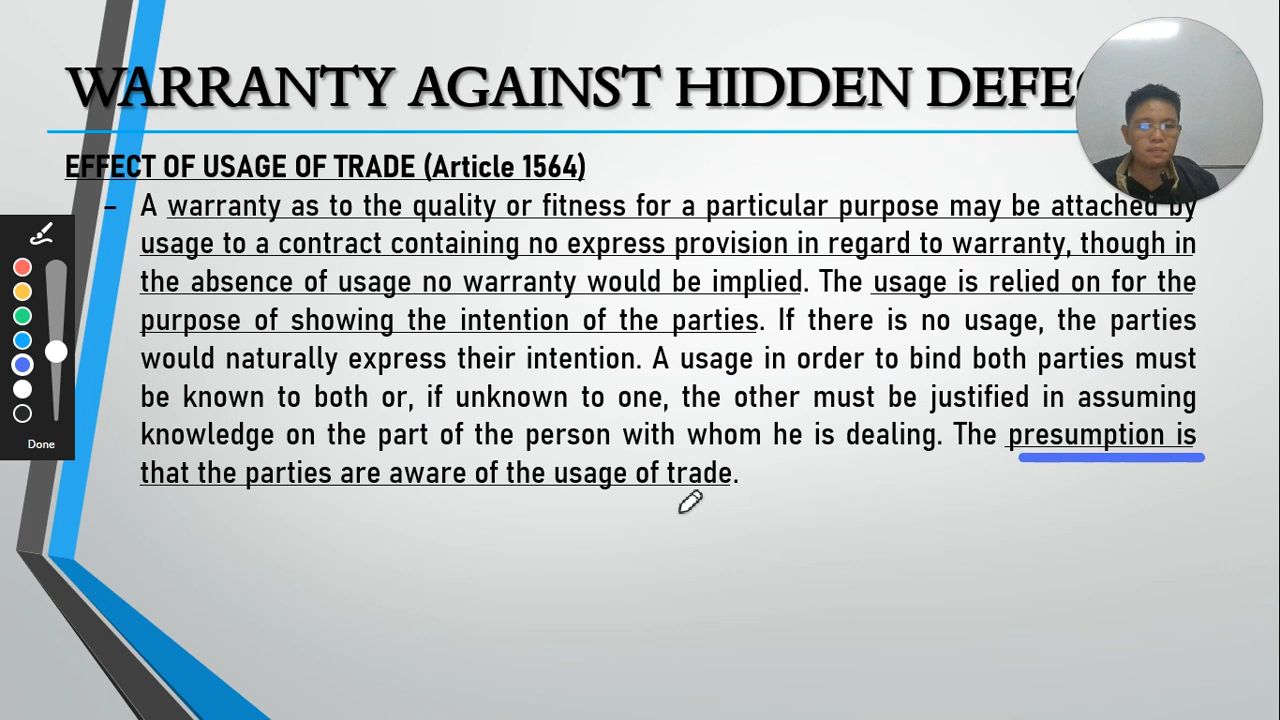 WARRANTY AGAINST HIDDEN DEFE
EFFECT OF USAGE OF TRADE (Article 1564)
– A warranty as to the quality or fitness for a particular purpose may be attached by
usage to a contract containing no express provision in regard to warranty, though in
the absence of usage no warranty would be implied. The usage is relied on for the
purpose of showing the intention of the parties. If there is no usage, the parties
would naturally express their intention. A usage in order to bind both parties must
be known to both or, if unknown to one, the other must be justified in assuming
knowledge on the part of the person with whom he is dealing. The presumption is
that the parties are aware of the usage of trade.
Done